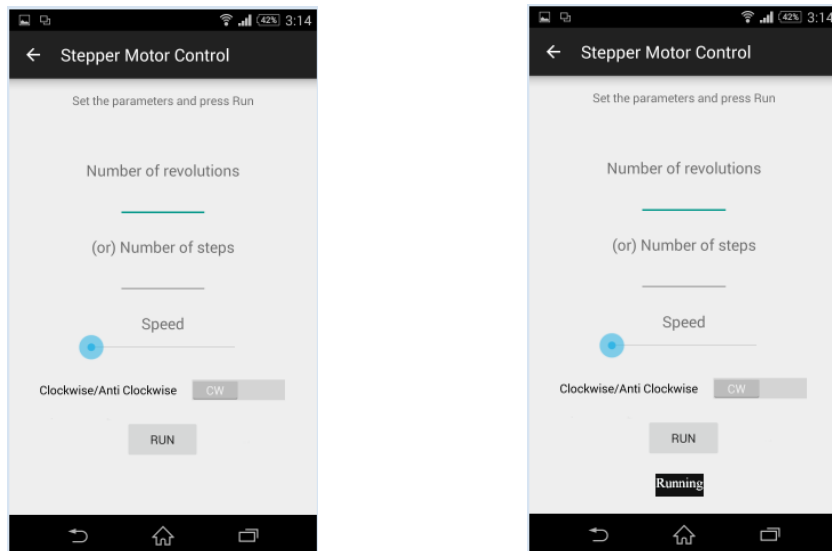 42% 3:14
Stepper Motor Control
Set the parameters and press Run
Number of revolutions
(or) Number of steps
Speed
Clockwise/Anti Clockwise CW
RUN
42% 3:14
Stepper Motor Control
Set the parameters and press Run
Number of revolutions
(or) Number of steps
Speed
Clockwise/Anti Clockwise CW
RUN
Running